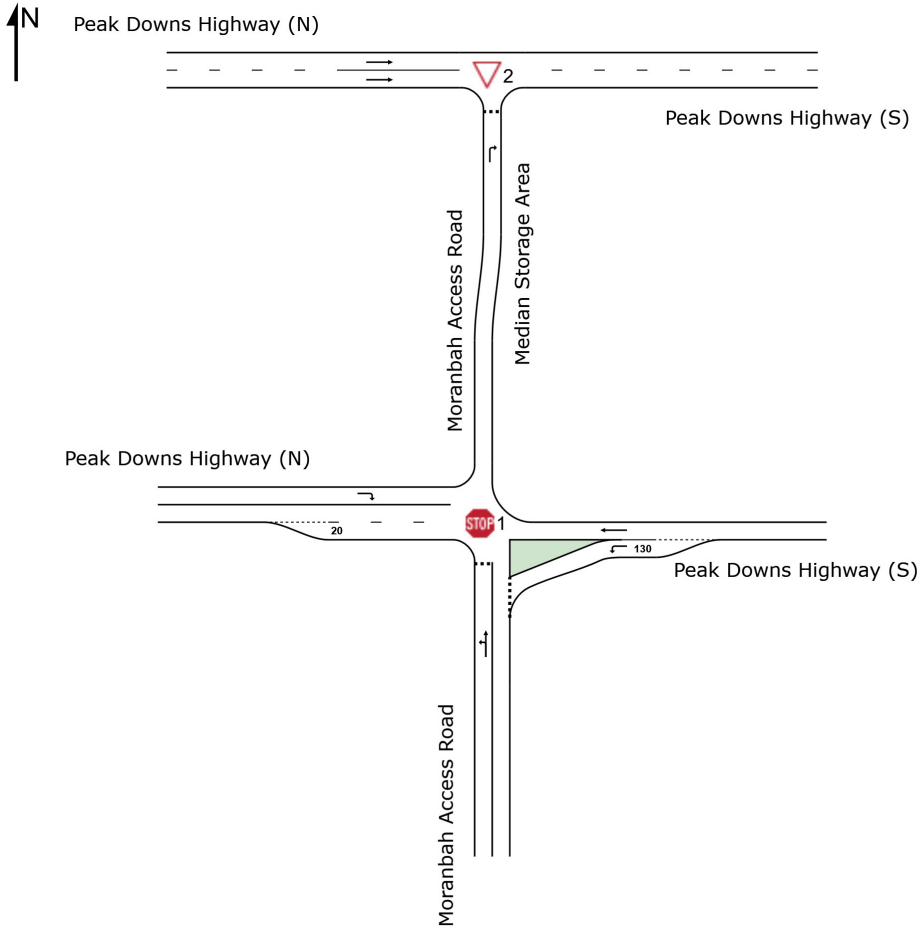 N
Peak Downs Highway (N)
2
Peak Downs Highway (S)
Moranbah Access Road
Median Storage Area
Peak Downs Highway (N)
STOP
1
20
130
Peak Downs Highway (S)
Moranbah Access Road